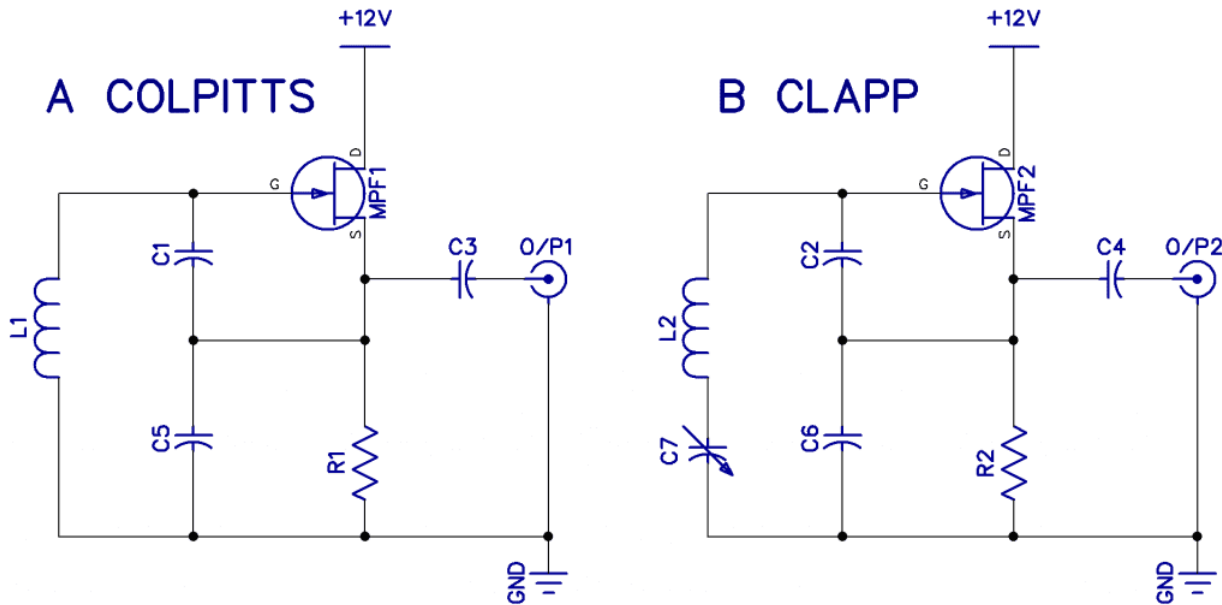 +12V
A COLPITTS
D
G
MPF1
S
C1
C3
O/P1
L1
C5
R1
GND
+12V
B CLAPP
D
G
MPF2
S
C2
C4
O/P2
L2
C7
C6
R2
GND